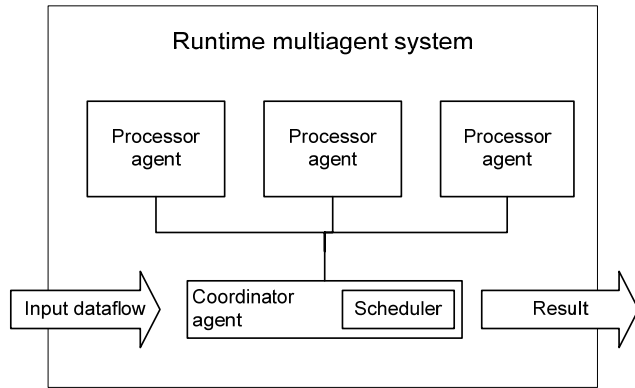 Runtime multiagent system
Processor
agent
Processor
agent
Processor
agent
Input dataflow
Coordinator
agent
Scheduler
Result